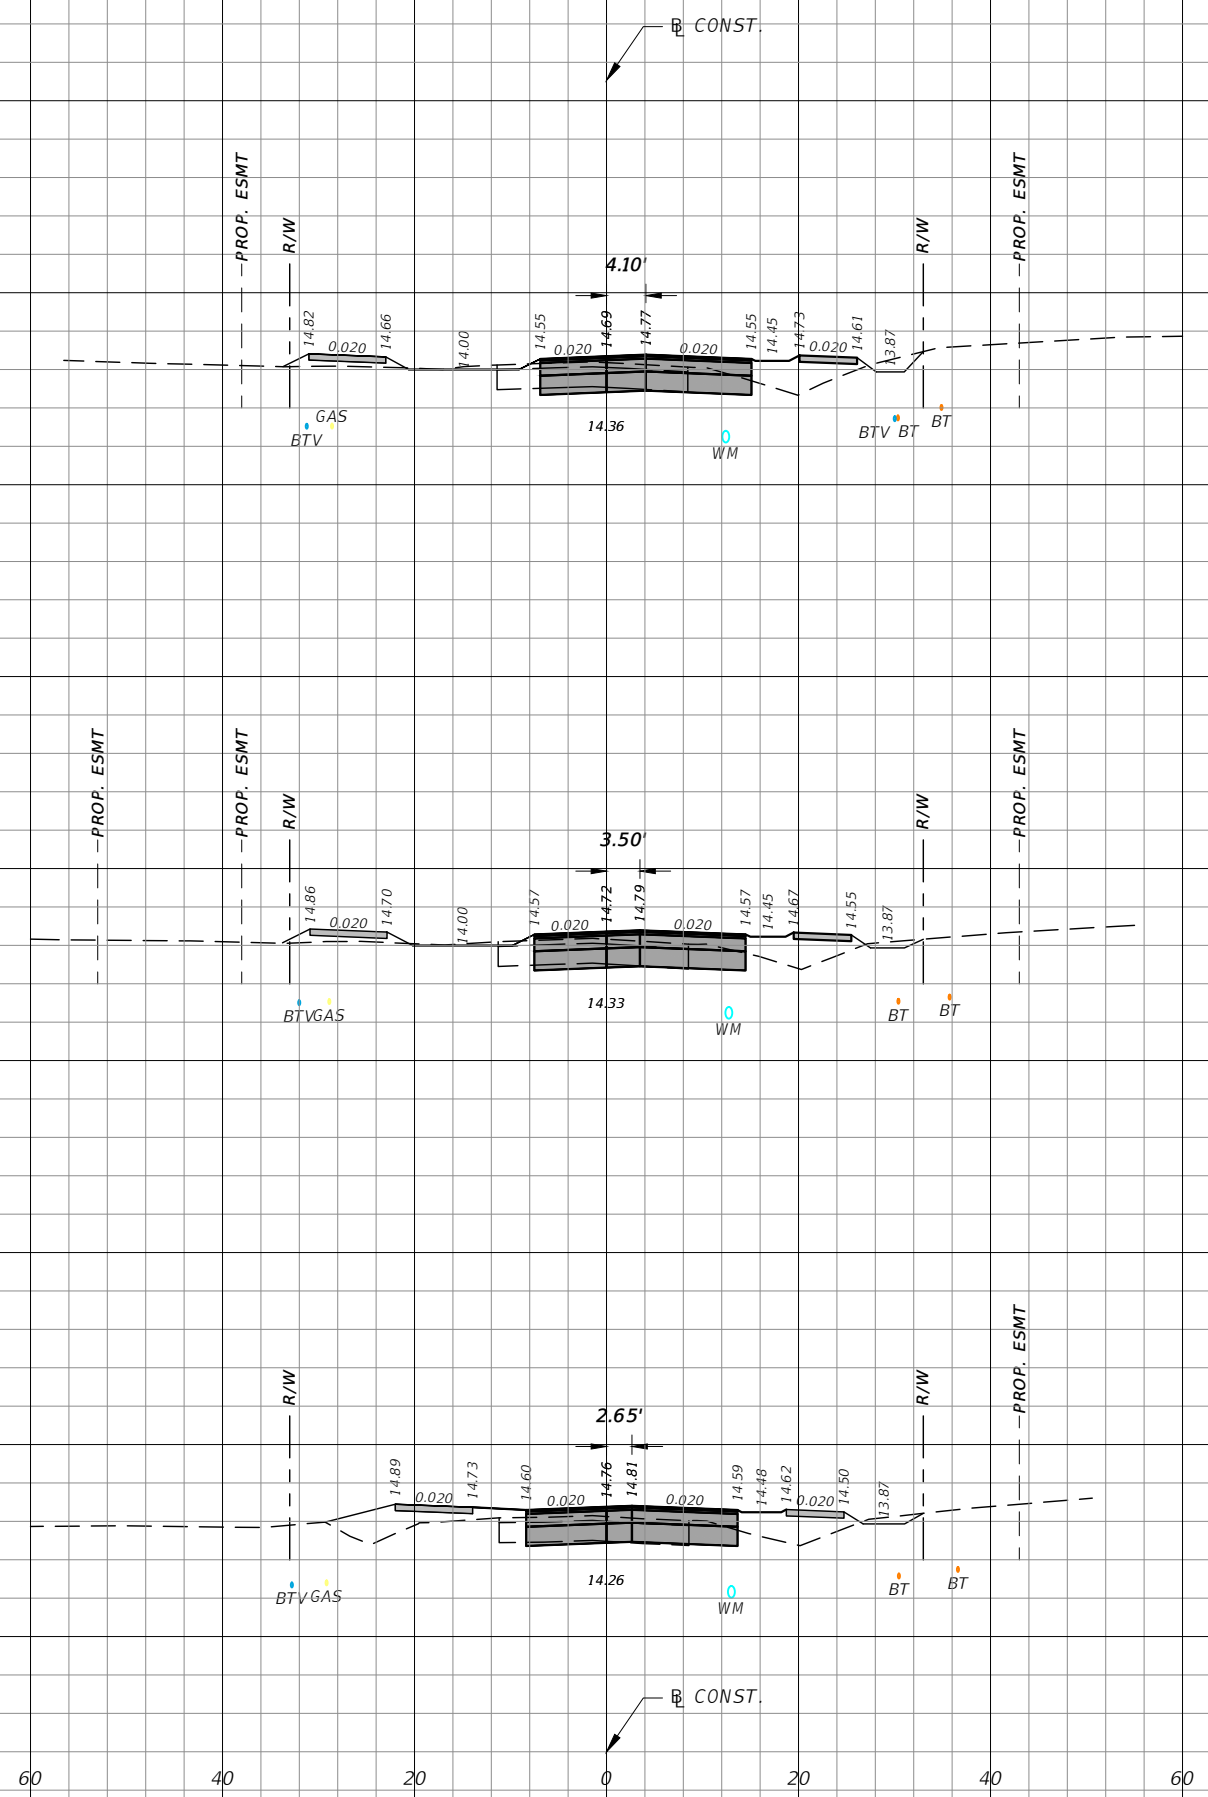 BL CONST.
PROP. ESMT
R/W
R/W
PROP. ESMT
4.10'
14.82
0.020
14.66
14.00
14.55
0.020
14.69
14.77
0.020
14.55
14.45
14.73
0.020
14.61
13.87
GAS
BTV
14.36
WM
BTV
BT
BT
PROP. ESMT
PROP. ESMT
R/W
R/W
PROP. ESMT
3.50'
14.86
0.020
14.70
14.00
14.57
0.020
14.72
14.79
0.020
14.57
14.45
14.67
14.55
13.87
BTV
GAS
14.33
WM
BT
BT
R/W
R/W
PROP. ESMT
2.65'
14.89
0.020
14.73
14.60
0.020
14.76
14.81
0.020
14.59
14.48
14.62
0.020
14.50
13.87
BTV
GAS
14.26
WM
BT
BT
BL CONST.
60 40 20 0 20 40 60